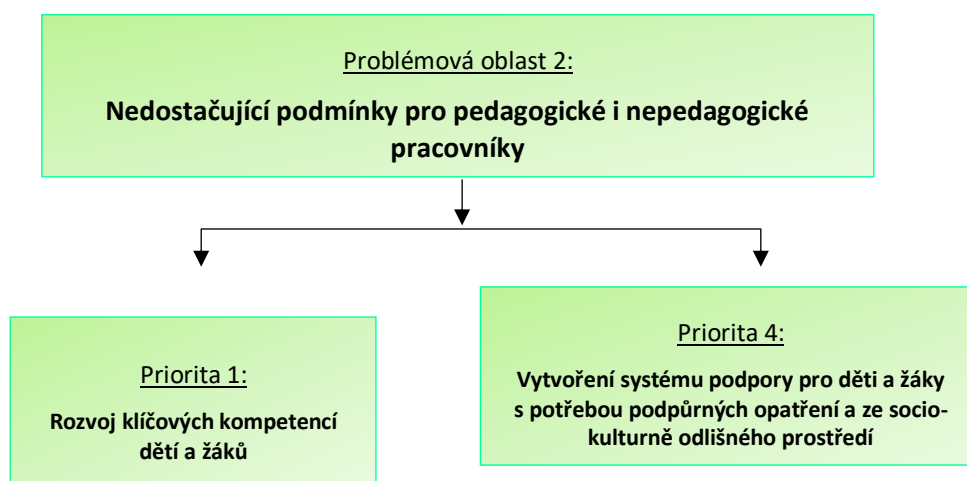 Problémová oblast 2:
Nedostačující podmínky pro pedagogické i nepedagogické
pracovníky
Priorita 1:
Rozvoj klíčových kompetencí
dětí a žáků
Priorita 4:
Vytvoření systému podpory pro děti a žáky
s potřebou podpůrných opatření a ze socio-
kulturně odlišného prostředí